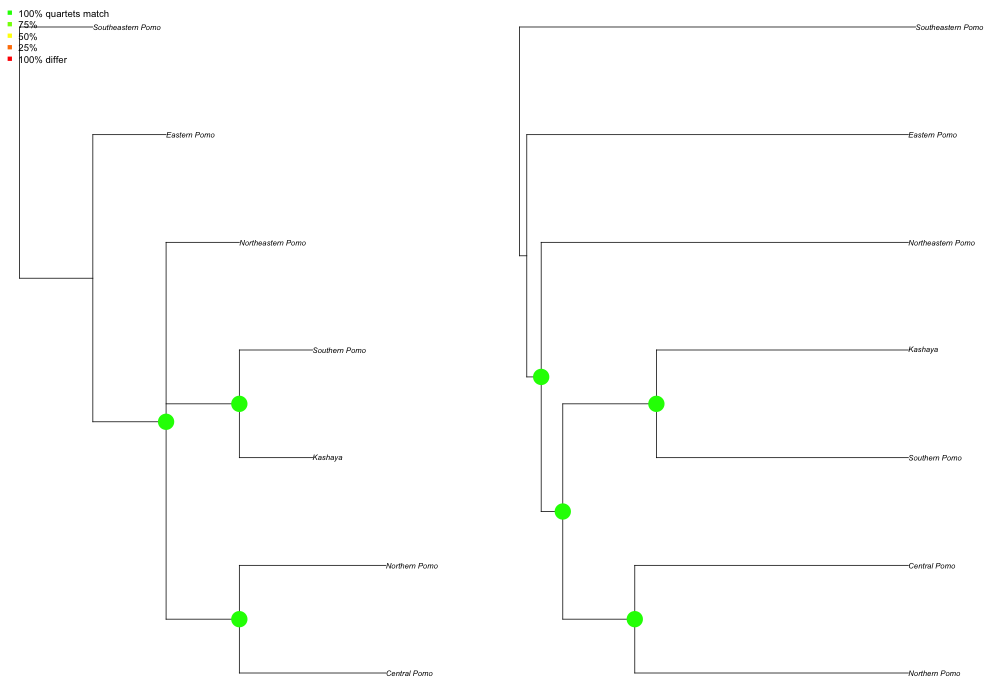 100% quartets match
75%
50%
25%
100% differ
Southeastern Pomo
Eastern Pomo
Northeastern Pomo
Southern Pomo
Kashaya
Northern Pomo
Central Pomo
Southeastern Pomo
Eastern Pomo
Northeastern Pomo
Kashaya
Southern Pomo
Central Pomo
Northern Pomo